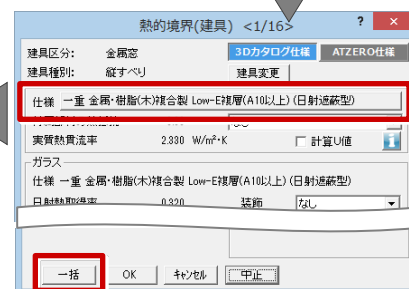 熱的境界(建具) <1/16> ? ×
建具区分: 金属窓 3Dカタログ仕様 ATZERO仕様
建具種別: 縦すべり 建具変更
仕様 一重 金属・樹脂(木)複合製 Low-E複層(A10以上)(日射遮蔽型)
実質熱貫流率 2.330 W/m²・K 計算U値
ガラス
仕様 一重 金属・樹脂(木)複合製 Low-E複層(A10以上)(日射遮蔽型)
日射熱取得率 0.320 装飾 なし
一括 OK キャンセル 中止